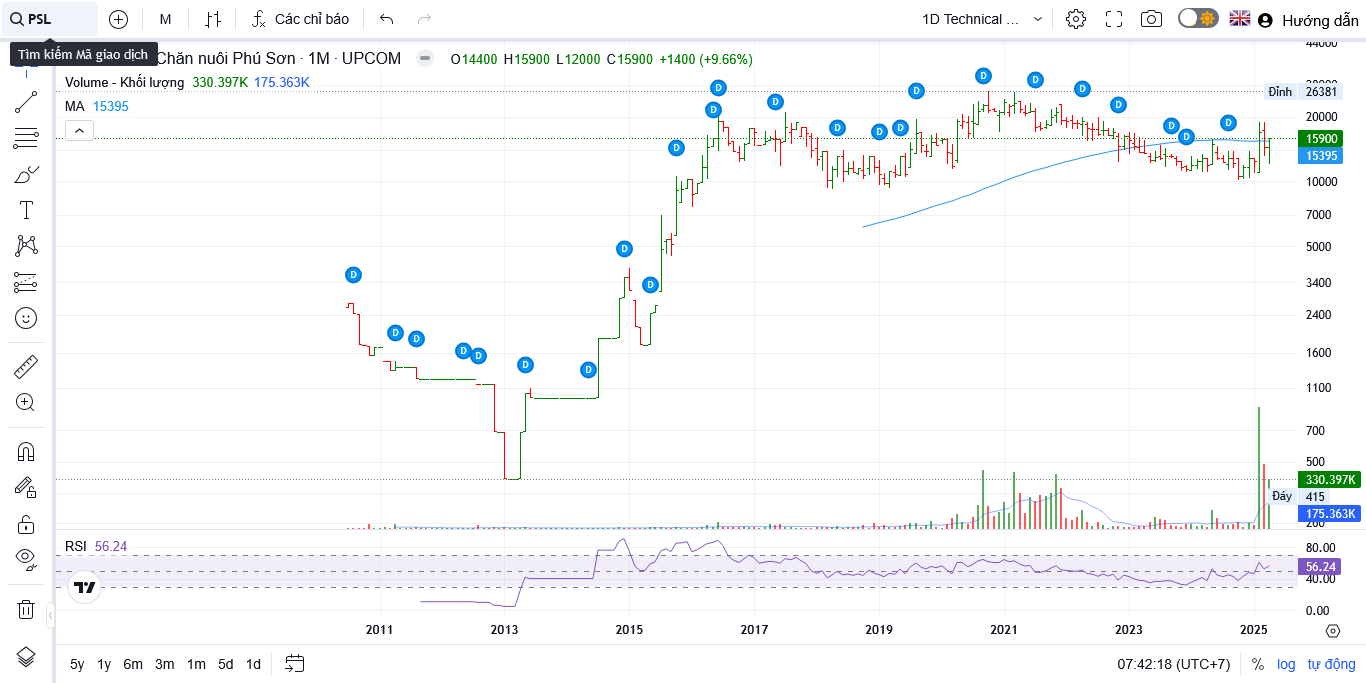 PSL
M
Các chỉ báo
1D Technical ...
Hướng dẫn
Tìm kiếm Mã giao dịch
Chăn nuôi Phú Sơn · 1M · UPCOM
O14400 H15900 L12000 C15900 +1400 (+9.66%)
Volume - Khối lượng 330.397K 175.363K
MA 15395
D D D D D D D D D D D D D D D D D D D D D D D D D
44000
Đỉnh 26381
20000
15900
15395
10000
7000
5000
3400
2400
1600
1100
700
500
330.397K
Đáy 415
175.363K
200
RSI 56.24
80.00
56.24
40.00
0.00
2011 2013 2015 2017 2019 2021 2023 2025
5y 1y 6m 3m 1m 5d 1d
07:42:18 (UTC+7) % log tự động